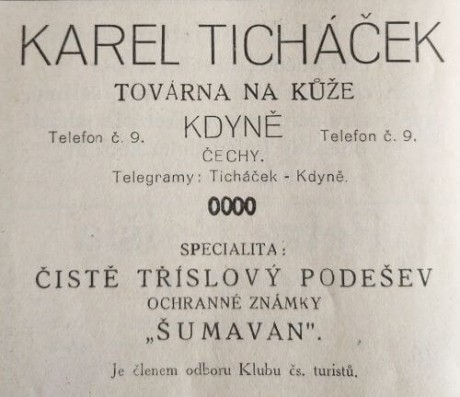 KAREL TICHÁČEK
TOVÁRNA NA KŮŽE
Telefon č. 9. KDYNĚ Telefon č. 9.
ČECHY.
Telegramy: Ticháček - Kdyně.
0000
SPECIALITA:
ČISTĚ TŘÍSLOVÝ PODEŠEV
OCHRANNÉ ZNÁMKY
„ŠUMAVAN".
Je členem odboru Klubu čs. turistů.